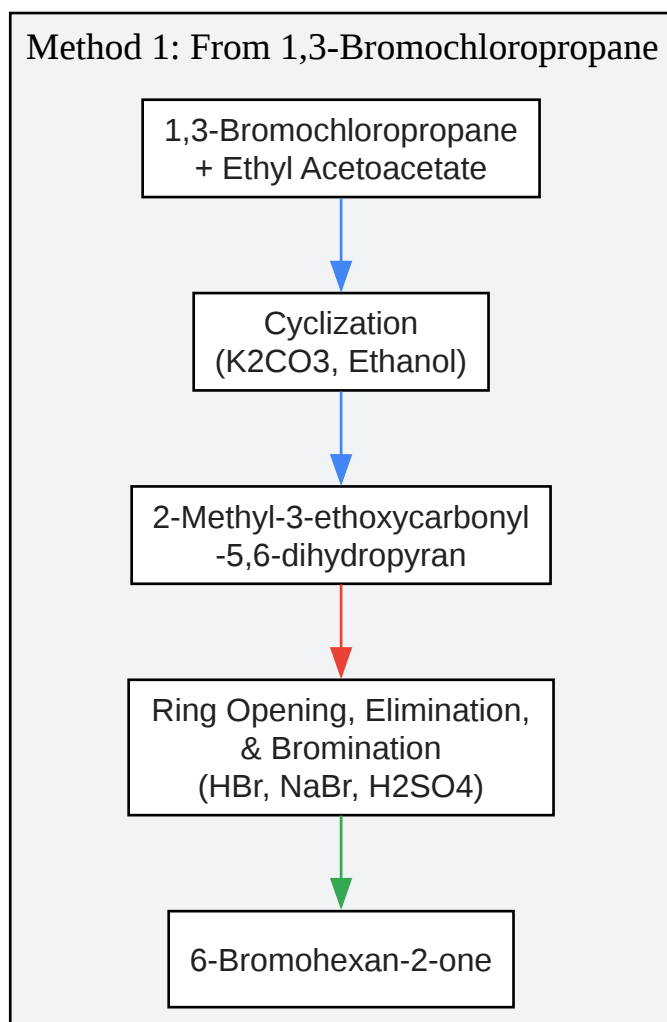 Method 1: From 1,3-Bromochloropropane
1,3-Bromochloropropane
+ Ethyl Acetoacetate
Cyclization
(K2CO3, Ethanol)
2-Methyl-3-ethoxycarbonyl
-5,6-dihydropyran
Ring Opening, Elimination,
& Bromination
(HBr, NaBr, H2SO4)
6-Bromohexan-2-one